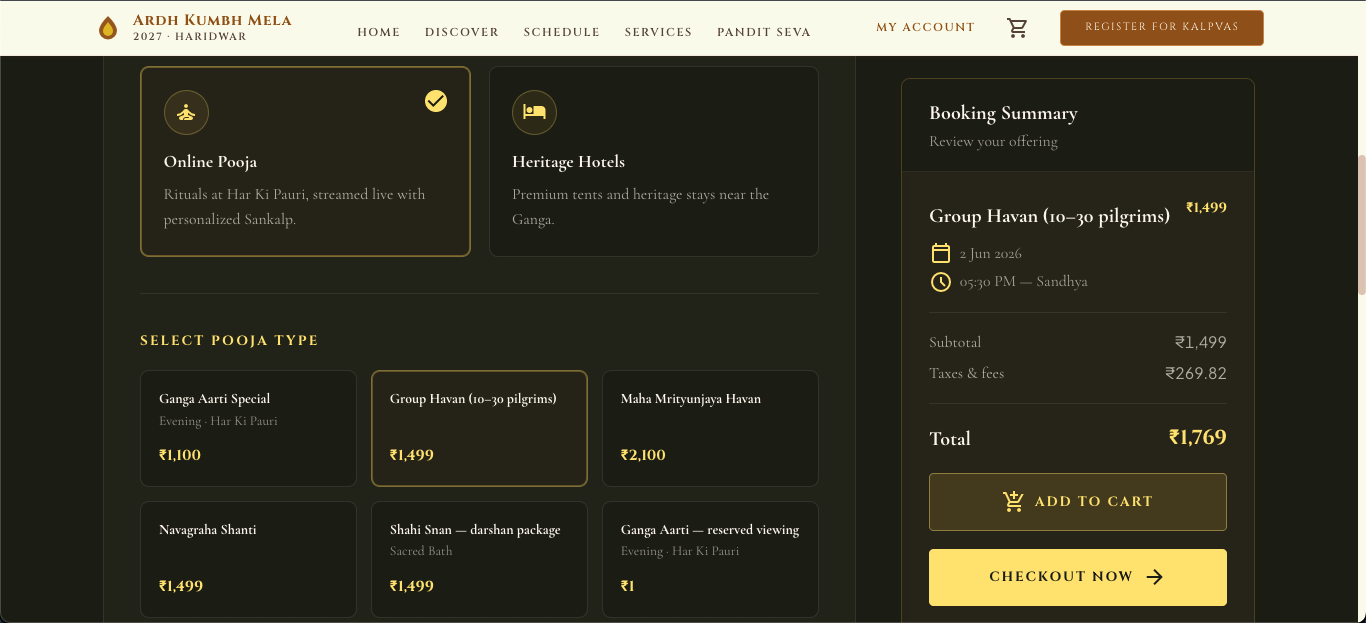 Ardh Kumbh Mela
2027 · Haridwar
Home
Discover
Schedule
Services
Pandit Seva
My Account
Register for Kalpvas
Online Pooja
Rituals at Har Ki Pauri, streamed live with
personalized Sankalp.
Heritage Hotels
Premium tents and heritage stays near the
Ganga.
SELECT POOJA TYPE
Ganga Aarti Special
Evening · Har Ki Pauri
₹1,100
Group Havan (10–30 pilgrims)
₹1,499
Maha Mrityunjaya Havan
₹2,100
Navagraha Shanti
₹1,499
Shahi Snan — darshan package
Sacred Bath
₹1,499
Ganga Aarti — reserved viewing
Evening · Har Ki Pauri
₹1
Booking Summary
Review your offering
Group Havan (10–30 pilgrims)
₹1,499
2 Jun 2026
05:30 PM — Sandhya
Subtotal
₹1,499
Taxes & fees
₹269.82
Total
₹1,769
ADD TO CART
CHECKOUT NOW